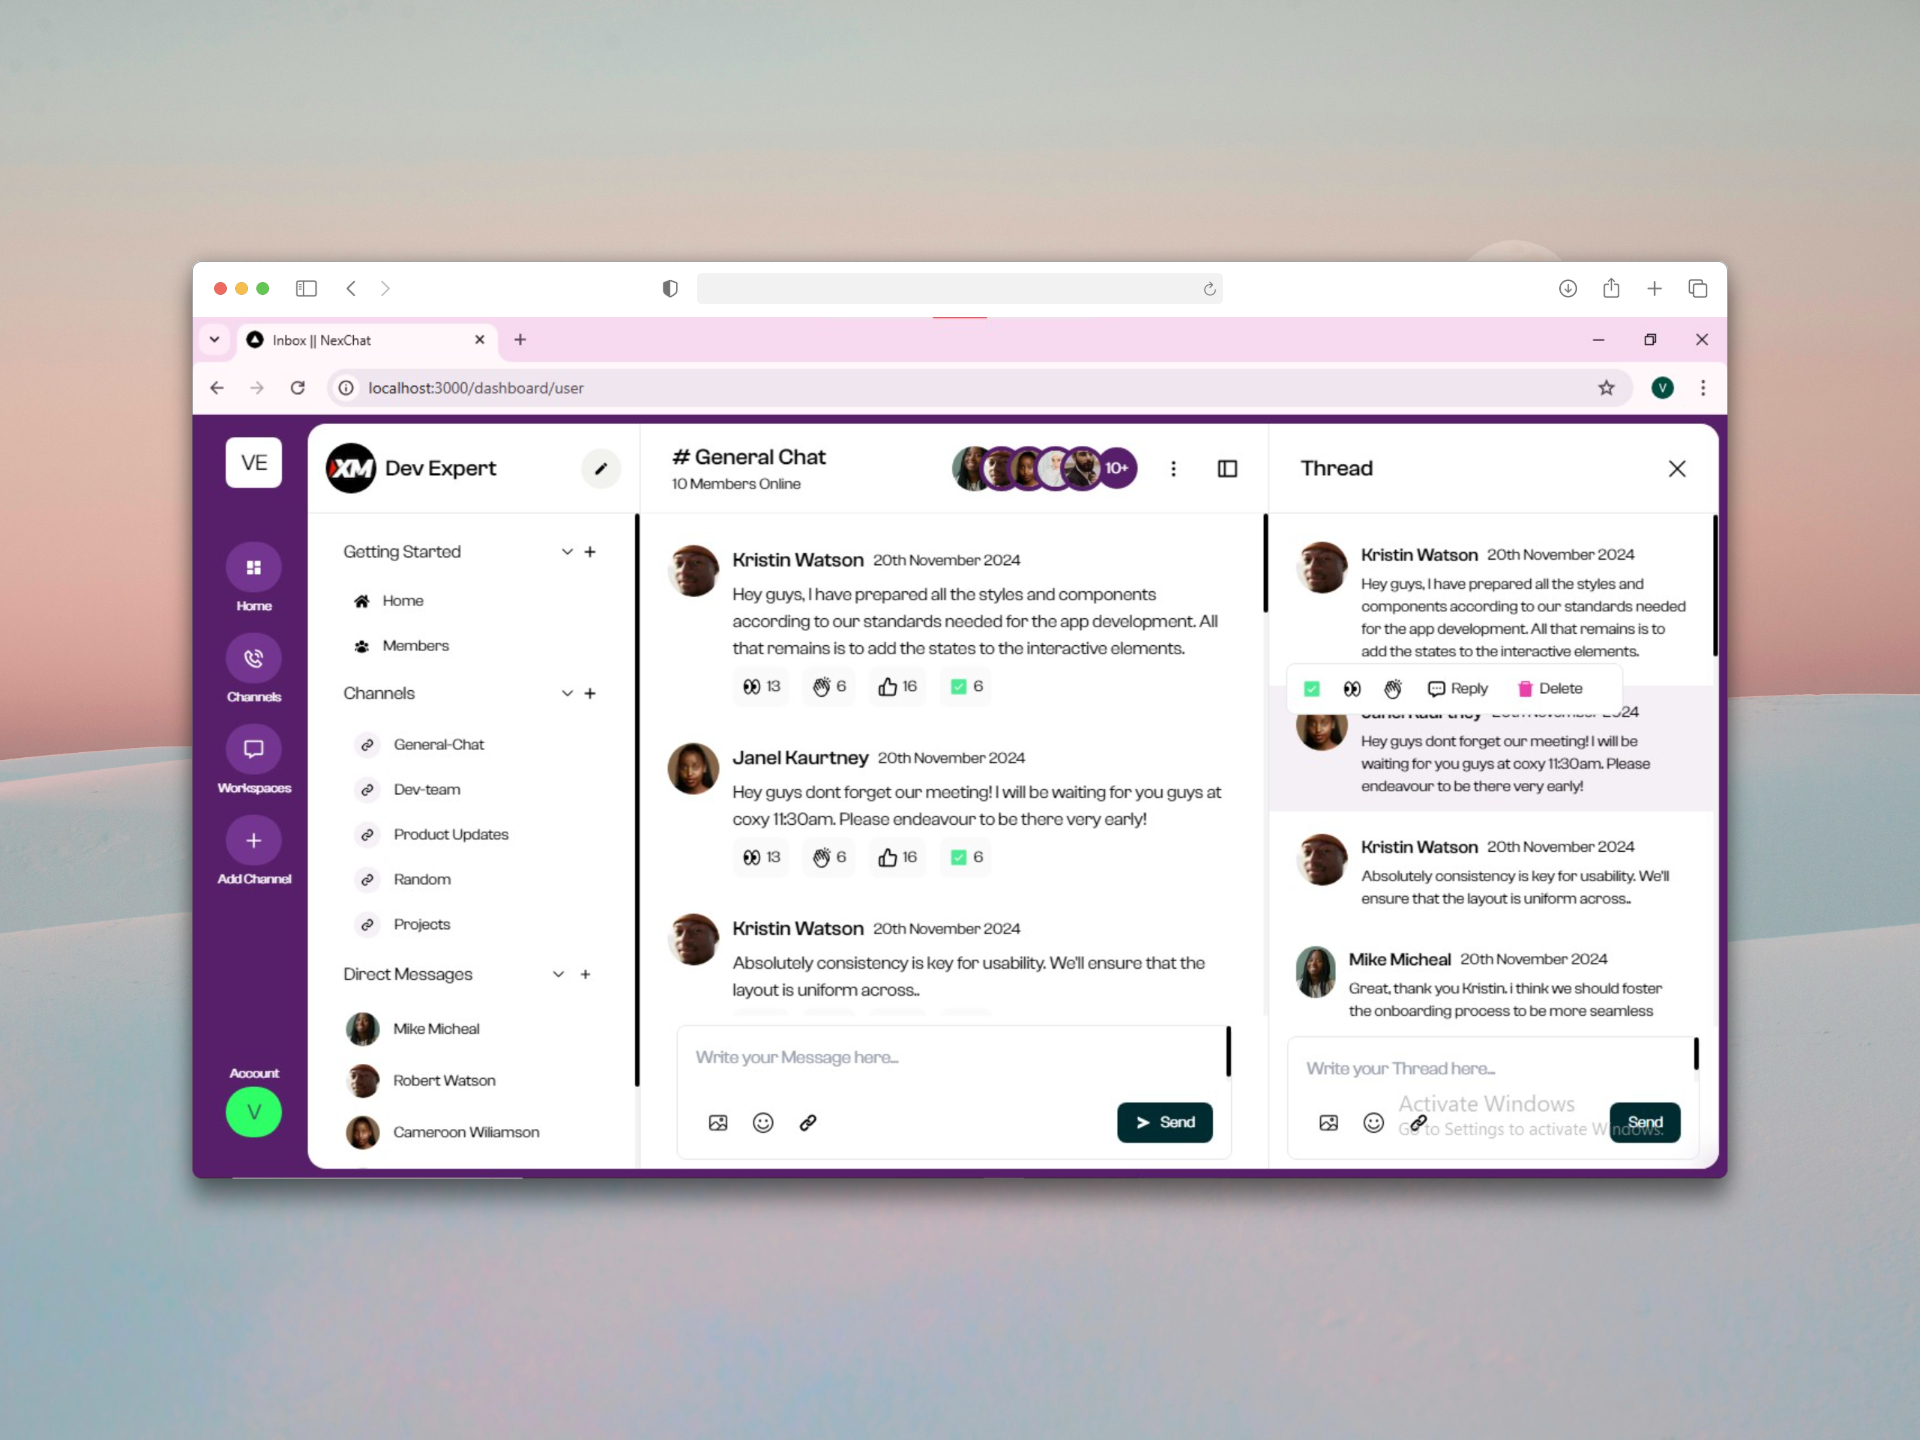 Inbox || NexChat
localhost:3000/dashboard/user
V
VE
Home
Channels
Workspaces
Add Channel
Account
V
XM
Dev Expert
Getting Started
Home
Members
Channels
General-Chat
Dev-team
Product Updates
Random
Projects
Direct Messages
Mike Micheal
Robert Watson
Cameroon Wiliamson
# General Chat
10 Members Online
10+
Kristin Watson 20th November 2024
Hey guys, I have prepared all the styles and components
according to our standards needed for the app development. All
that remains is to add the states to the interactive elements.
13 6 16 6
Janel Kaurtney 20th November 2024
Hey guys dont forget our meeting! I will be waiting for you guys at
coxy 11:30am. Please endeavour to be there very early!
13 6 16 6
Kristin Watson 20th November 2024
Absolutely consistency is key for usability. We'll ensure that the
layout is uniform across..
Write your Message here...
Send
Thread
Kristin Watson 20th November 2024
Hey guys, I have prepared all the styles and
components according to our standards needed
for the app development. All that remains is to
add the states to the interactive elements.
Reply Delete
Janel Kaurtney 20th November 2024
Hey guys dont forget our meeting! I will be
waiting for you guys at coxy 11:30am. Please
endeavour to be there very early!
Kristin Watson 20th November 2024
Absolutely consistency is key for usability. We'll
ensure that the layout is uniform across..
Mike Micheal 20th November 2024
Great, thank you Kristin. i think we should foster
the onboarding process to be more seamless
Write your Thread here...
Send
Activate Windows
Go to Settings to activate Windows.